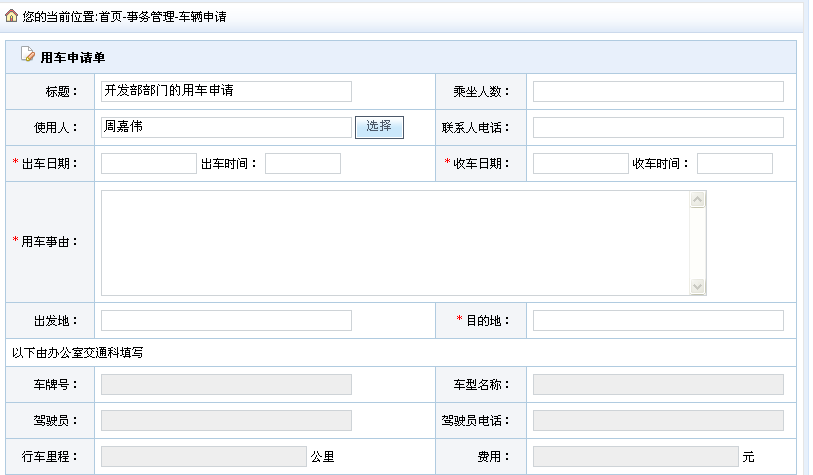 您的当前位置:首页-事务管理-车辆申请
用车申请单
标题： 开发部部门的用车申请 乘坐人数：
使用人： 周嘉伟 选择 联系人电话：
*出车日期： 出车时间： *收车日期： 收车时间：
*用车事由：
出发地： *目的地：
以下由办公室交通科填写
车牌号： 车型名称：
驾驶员： 驾驶员电话：
行车里程： 公里 费用： 元